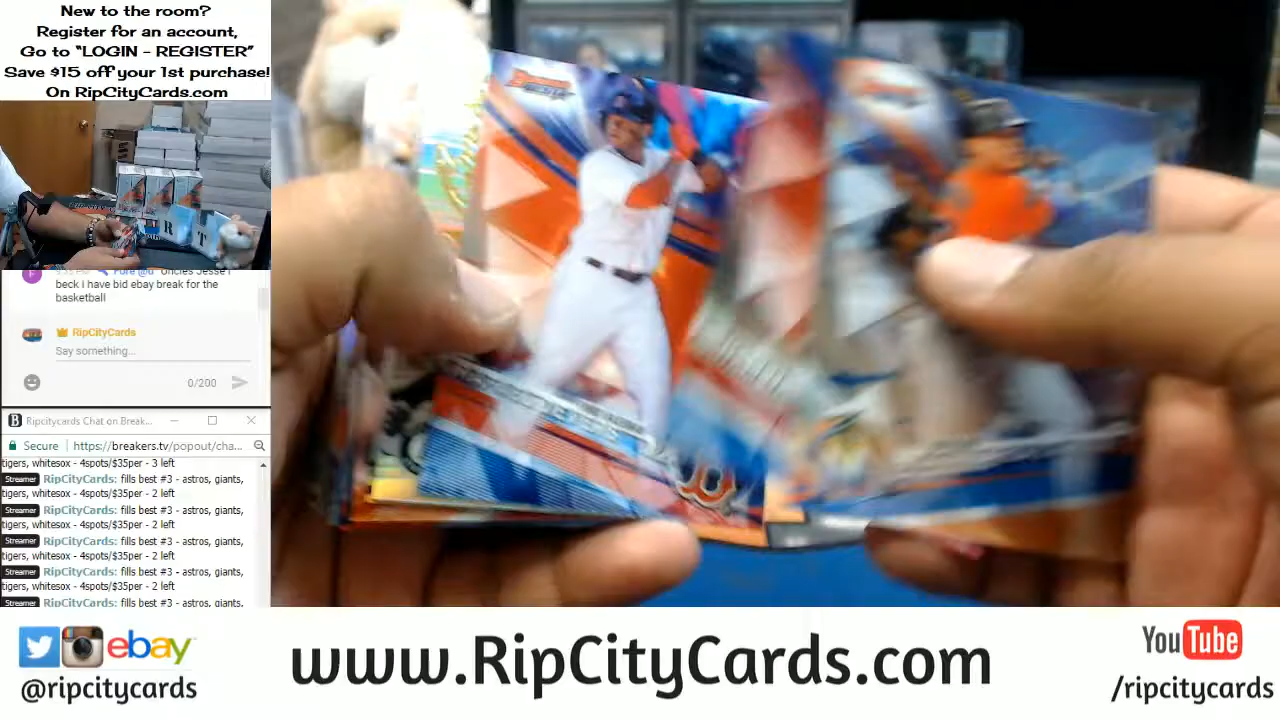 New to the room?
Register for an account,
Go to “LOGIN - REGISTER”
Save $15 off your 1st purchase!
On RipCityCards.com
beck i have bid ebay break for the
basketball
RipCityCards
Say something...
0/200
Ripcitycards Chat on Break...
Secure
https://breakers.tv/popout/cha...
tigers, whitesox - 4spots/$35per - 3 left
Streamer RipCityCards: fills best #3 - astros, giants,
tigers, whitesox - 4spots/$35per - 2 left
Streamer RipCityCards: fills best #3 - astros, giants,
tigers, whitesox - 4spots/$35per - 2 left
Streamer RipCityCards: fills best #3 - astros, giants,
tigers, whitesox - 4spots/$35per - 2 left
Streamer RipCityCards: fills best #3 - astros, giants,
tigers, whitesox - 4spots/$35per - 2 left
Streamer RipCityCards: fills best #3 - astros, giants,
B
ebay
@ripcitycards
www.RipCityCards.com
YouTube
/ripcitycards